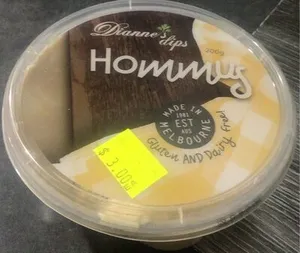 Dianne's
dips
200g
Hommus
MADE IN
1981
EST
AUS
MELBOURNE
Gluten AND Dairy Free!
$3.00